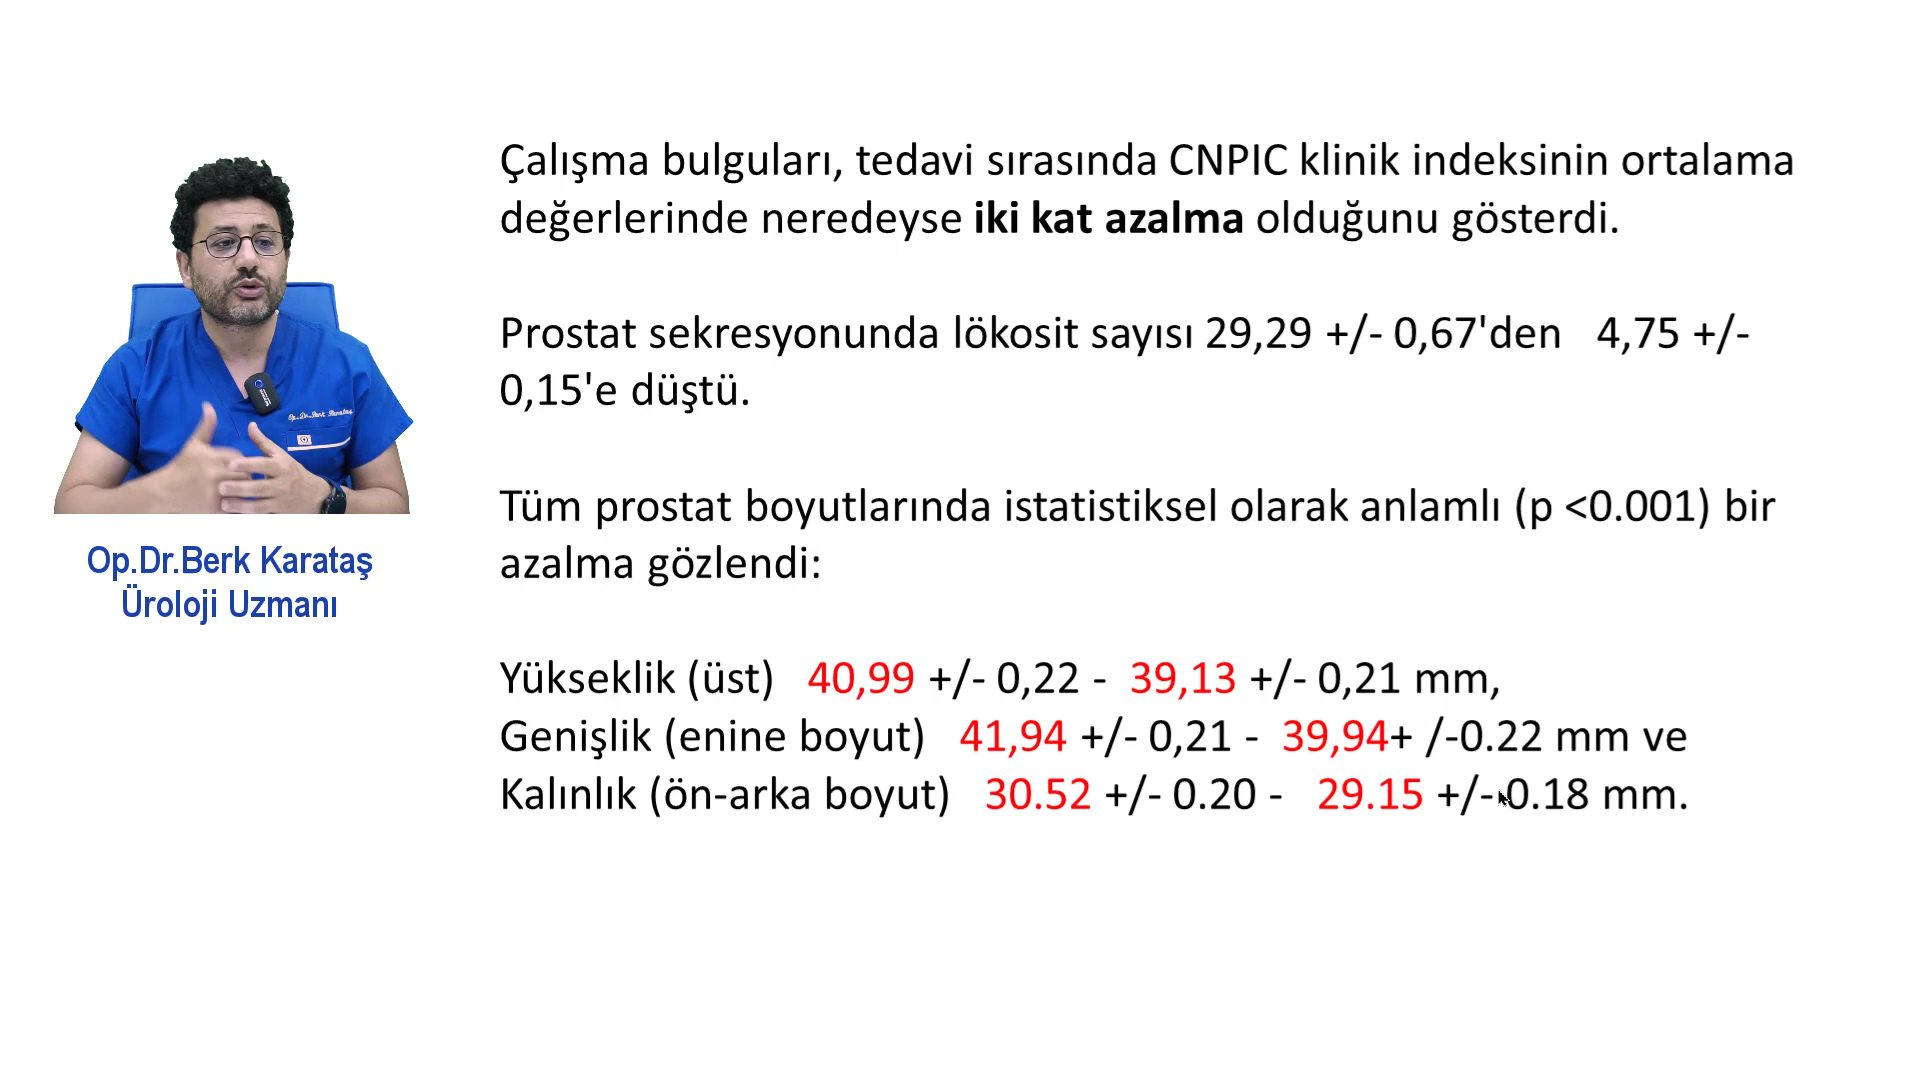 Çalışma bulguları, tedavi sırasında CNPIC klinik indeksinin ortalama
değerlerinde neredeyse iki kat azalma olduğunu gösterdi.
Prostat sekresyonunda lökosit sayısı 29,29 +/- 0,67'den 4,75 +/-
0,15'e düştü.
Tüm prostat boyutlarında istatistiksel olarak anlamlı (p <0.001) bir
azalma gözlendi:
Yükseklik (üst) 40,99 +/- 0,22 - 39,13 +/- 0,21 mm,
Genişlik (enine boyut) 41,94 +/- 0,21 - 39,94+ /-0.22 mm ve
Kalınlık (ön-arka boyut) 30.52 +/- 0.20 - 29.15 +/- 0.18 mm.
Op.Dr.Berk Karataş
Op.Dr.Berk Karataş
Üroloji Uzmanı